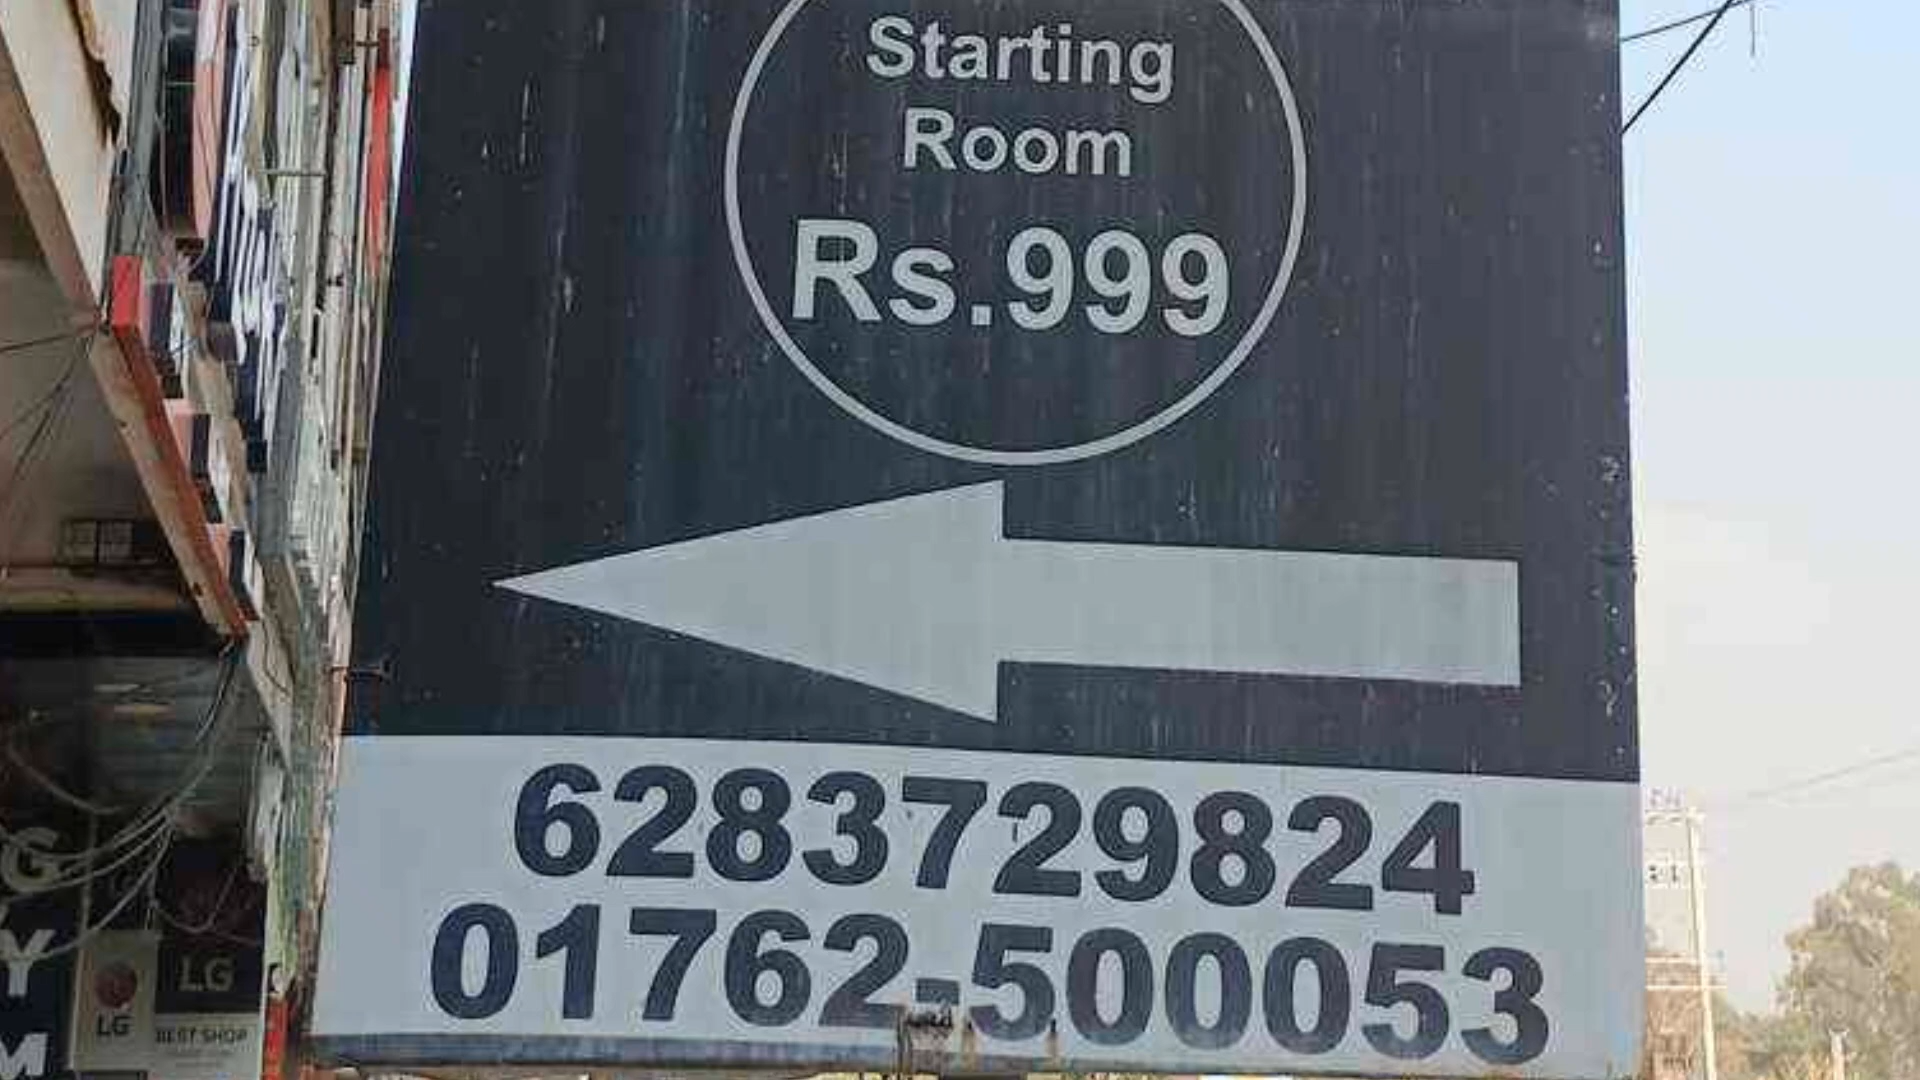 Starting
Room
Rs.999
6283729824
01762-500053
G
Y
M
LG
LG
BEST SHOP